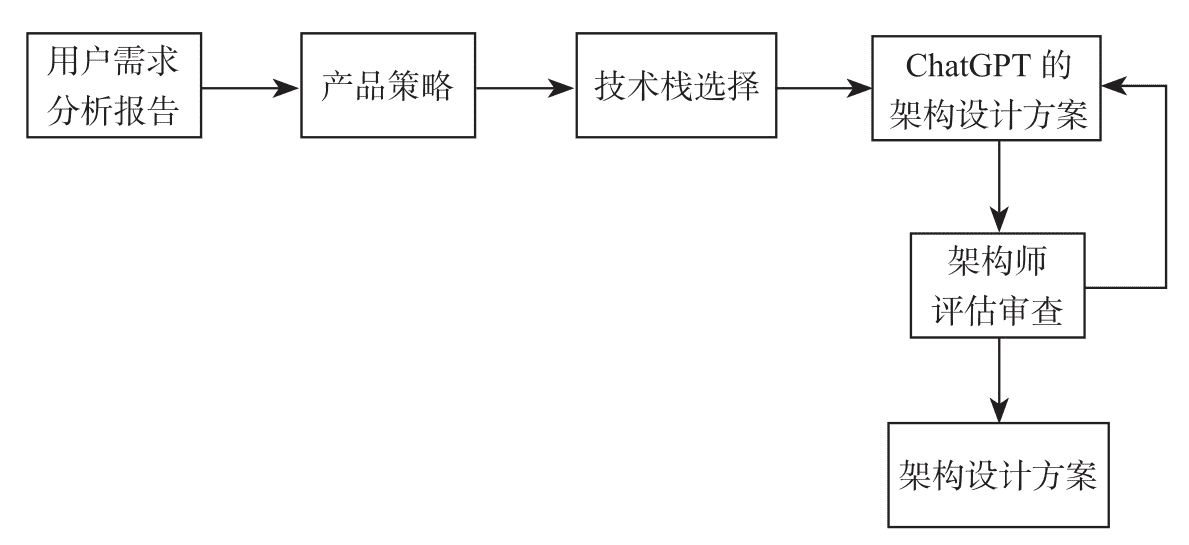 用户需求
分析报告
产品策略
技术栈选择
ChatGPT 的
架构设计方案
架构师
评估审查
架构设计方案